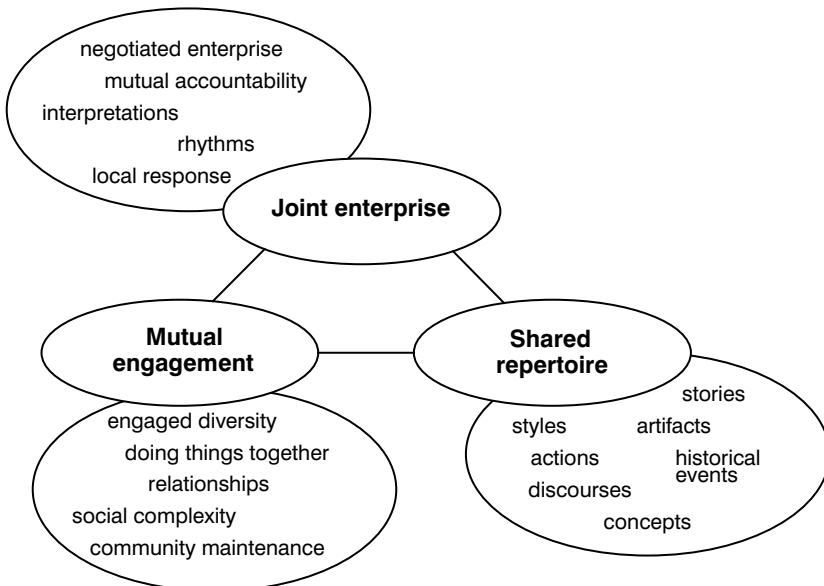 negotiated enterprise
mutual accountability
interpretations
rhythms
local response
Joint enterprise
Mutual
engagement
engaged diversity
doing things together
relationships
social complexity
community maintenance
Shared
repertoire
stories
styles
artifacts
actions
historical
events
discourses
concepts